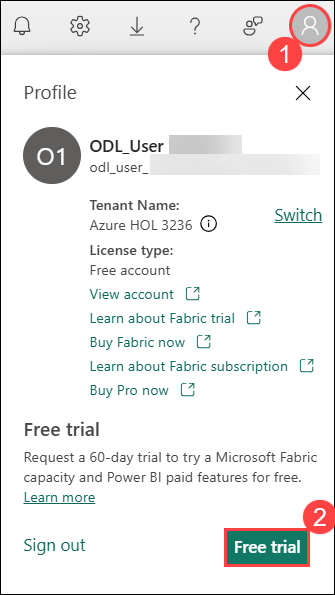 1
Profile
O1
ODL_User
odl_user_
Tenant Name:
Azure HOL 3236
Switch
License type:
Free account
View account
Learn about Fabric trial
Buy Fabric now
Learn about Fabric subscription
Buy Pro now
Free trial
Request a 60-day trial to try a Microsoft Fabric
capacity and Power BI paid features for free.
Learn more
2
Sign out
Free trial